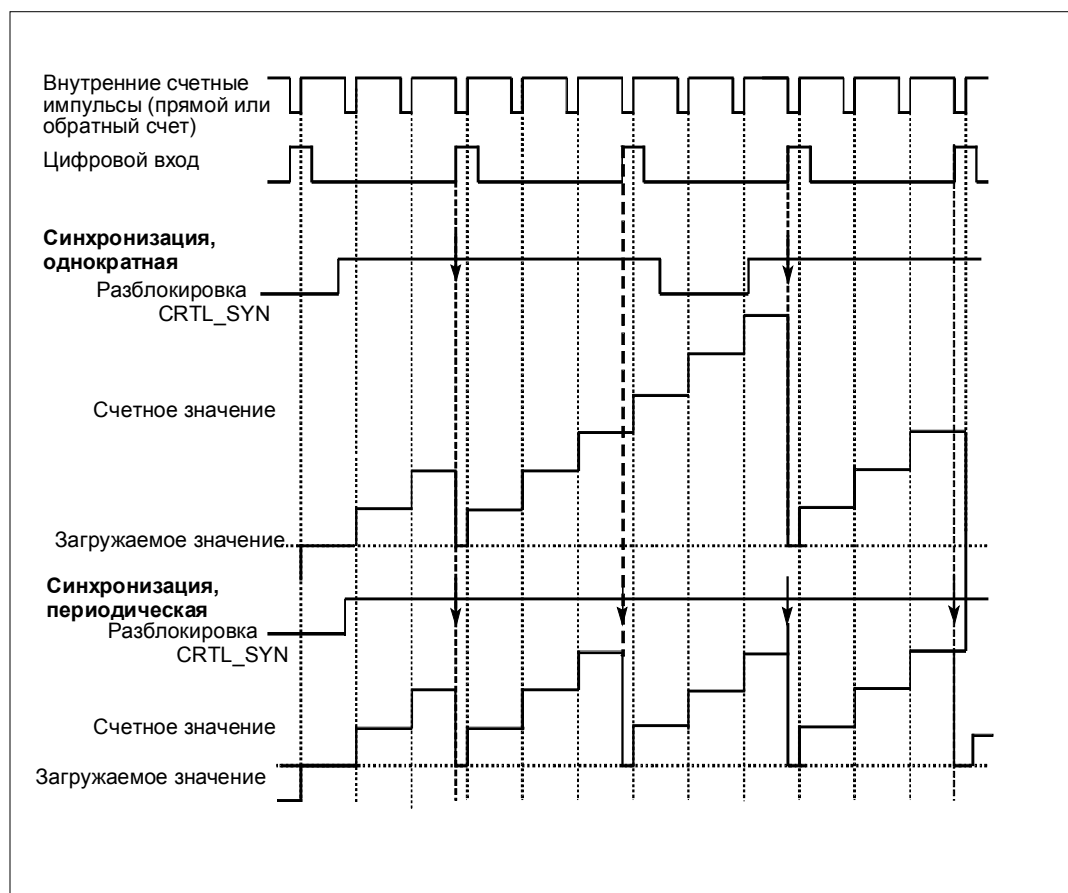 Внутренние счетные
импульсы (прямой или
обратный счет)
Цифровой вход
Синхронизация,
однократная
Разблокировка
CRTL_SYN
Счетное значение
Загружаемое значение
Синхронизация,
периодическая
Разблокировка
CRTL_SYN
Счетное значение
Загружаемое значение